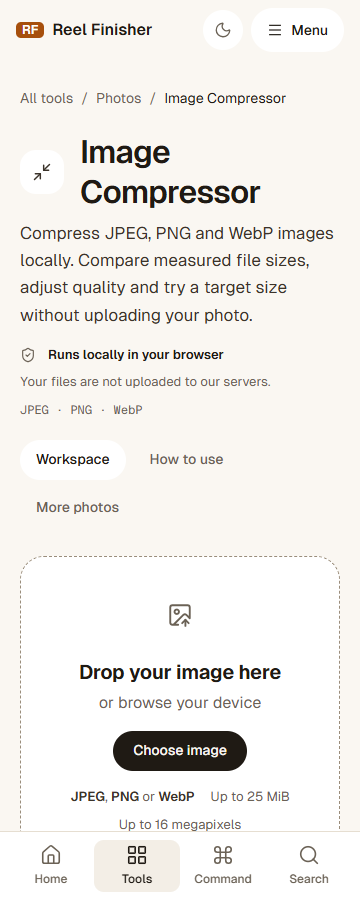 RF Reel Finisher
Menu
All tools / Photos / Image Compressor
Image
Compressor
Compress JPEG, PNG and WebP images
locally. Compare measured file sizes,
adjust quality and try a target size
without uploading your photo.
Runs locally in your browser
Your files are not uploaded to our servers.
JPEG · PNG · WebP
Workspace
How to use
More photos
Drop your image here
or browse your device
Choose image
JPEG, PNG or WebP Up to 25 MiB
Up to 16 megapixels
Home
Tools
Command
Search